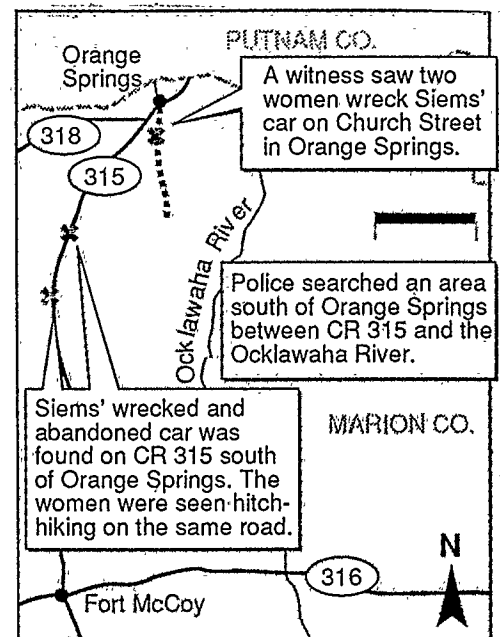 PUTNAM CO.
Orange
Springs
A witness saw two
women wreck Siems'
car on Church Street
in Orange Springs.
318
315
Ocklawaha River
Police searched an area
south of Orange Springs
between CR 315 and the
Ocklawaha River.
Siems' wrecked and
abandoned car was
found on CR 315 south
of Orange Springs. The
women were seen hitch-
hiking on the same road.
MARION CO.
N
316
Fort McCoy